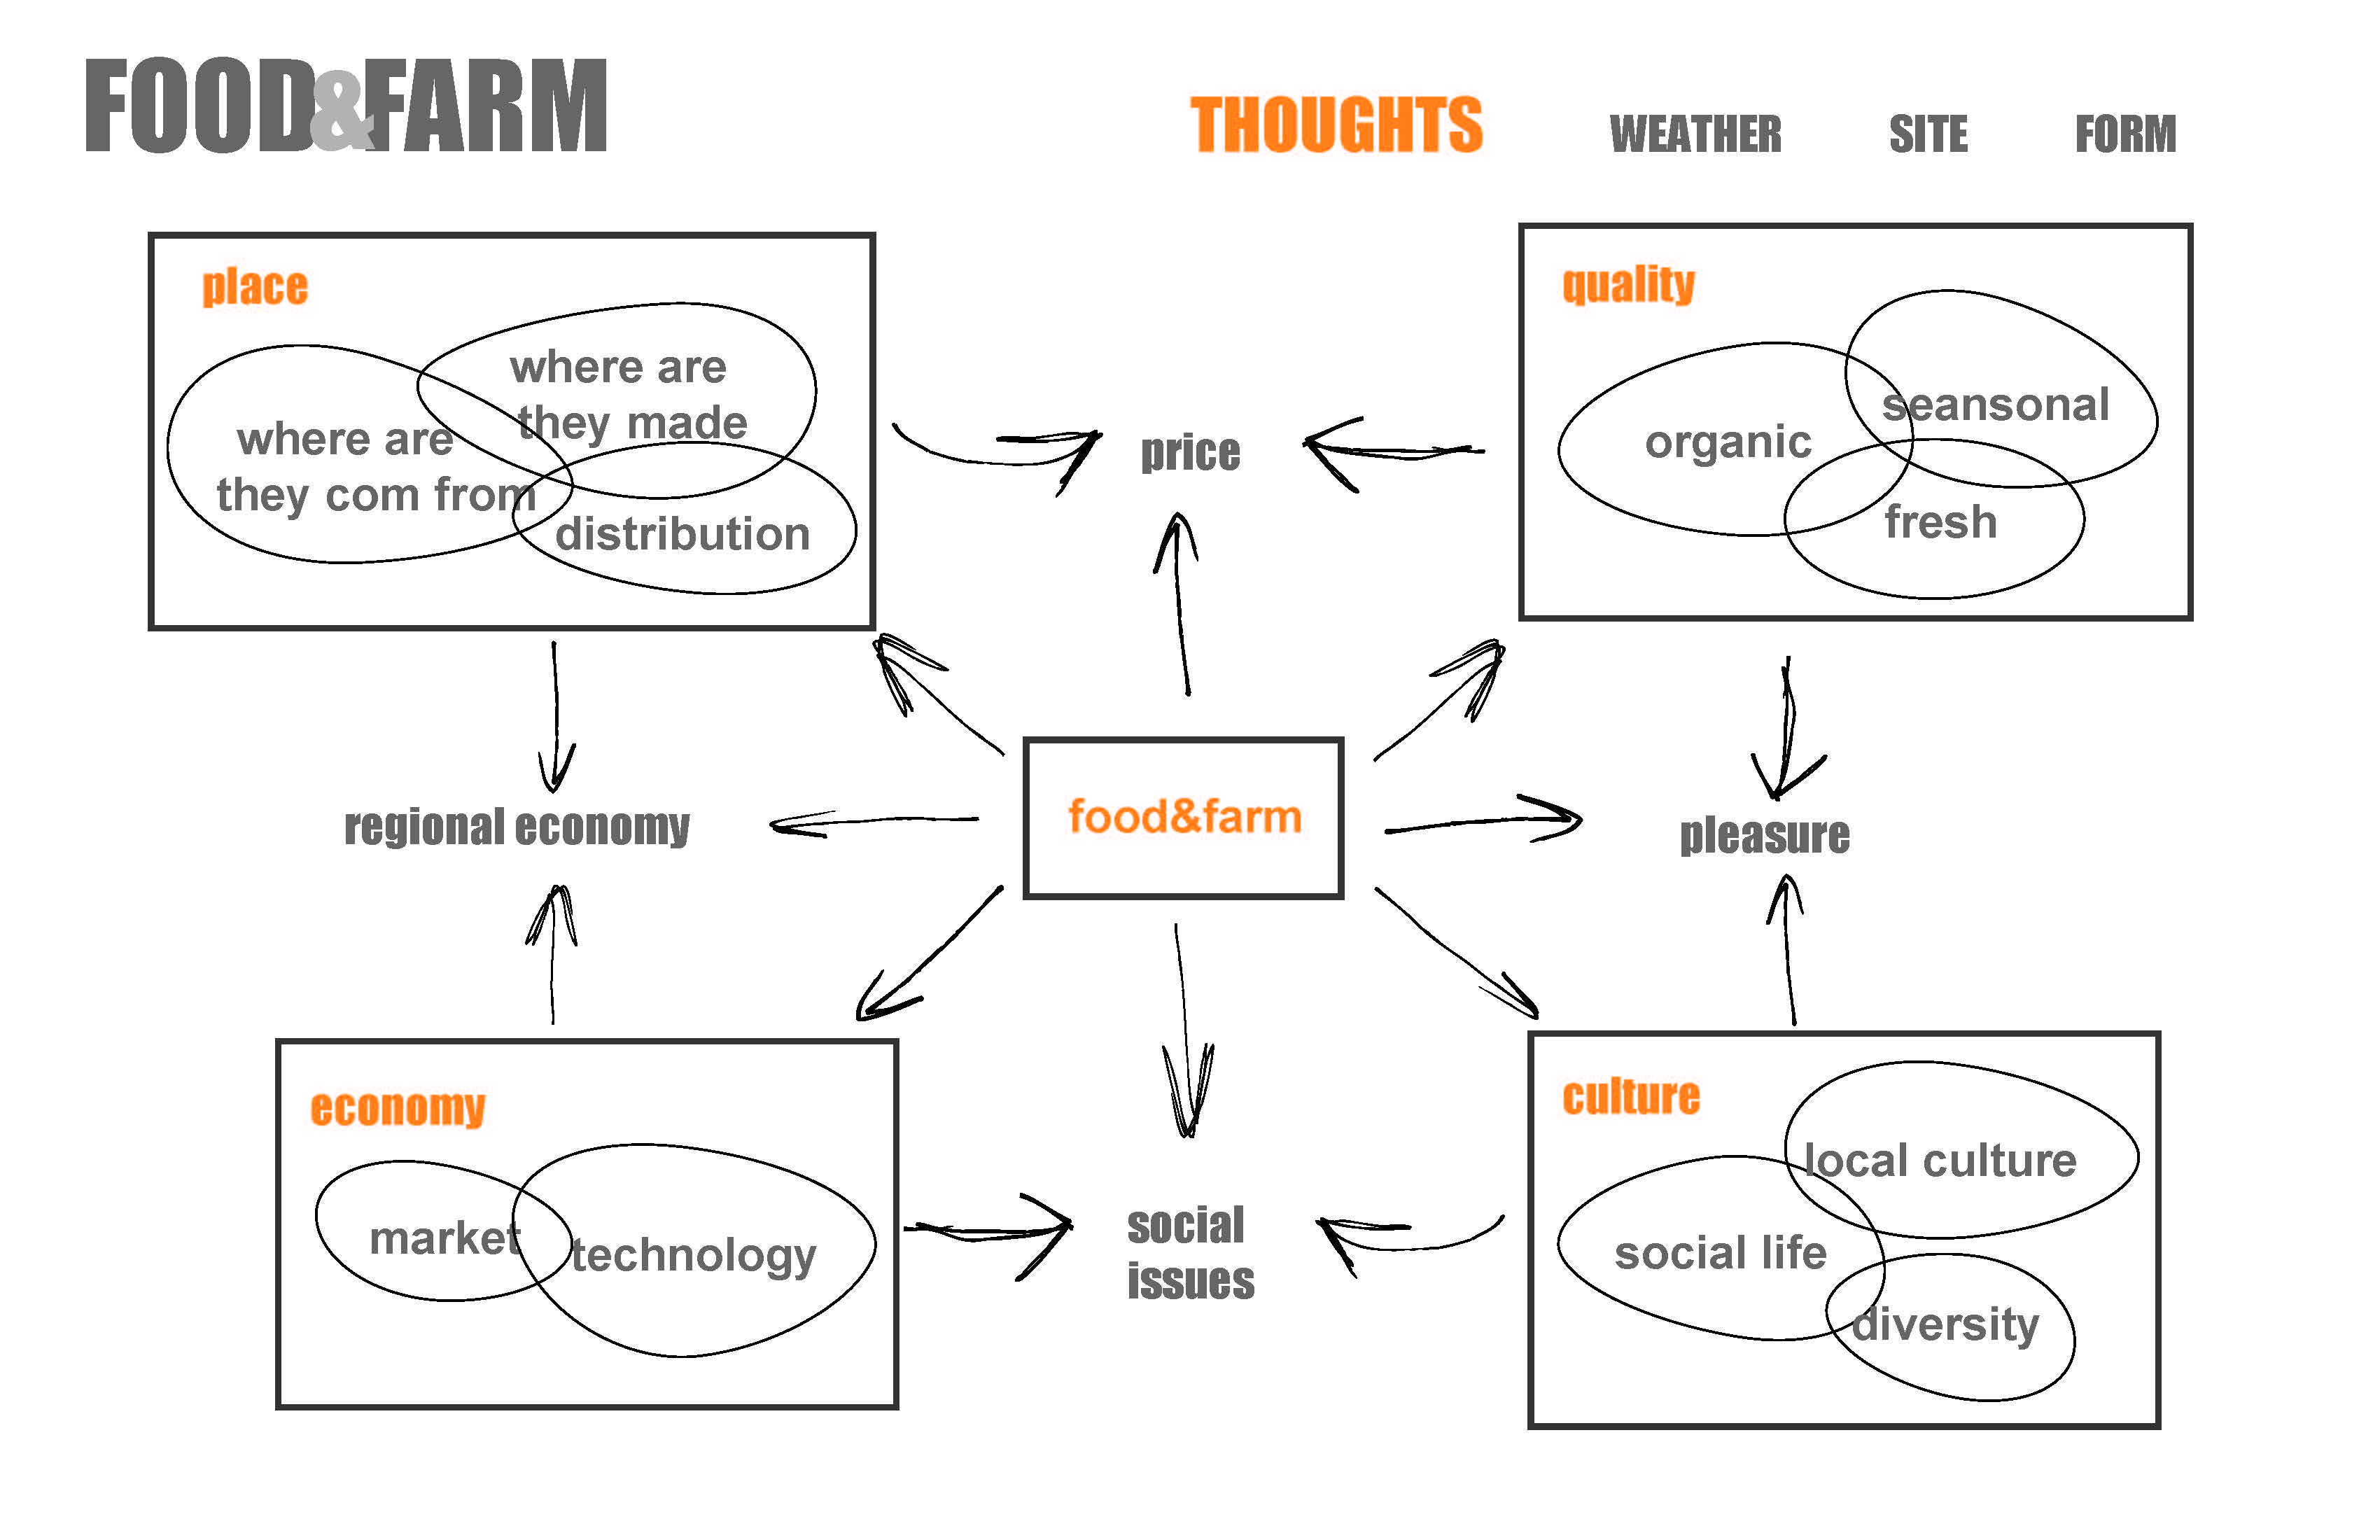 FOOD&FARM
THOUGHTS WEATHER SITE FORM
place
where are
they made
where are
they com from
distribution
price
quality
seansonal
organic
fresh
regional economy
food&farm
pleasure
economy
market
technology
social
issues
culture
local culture
social life
diversity